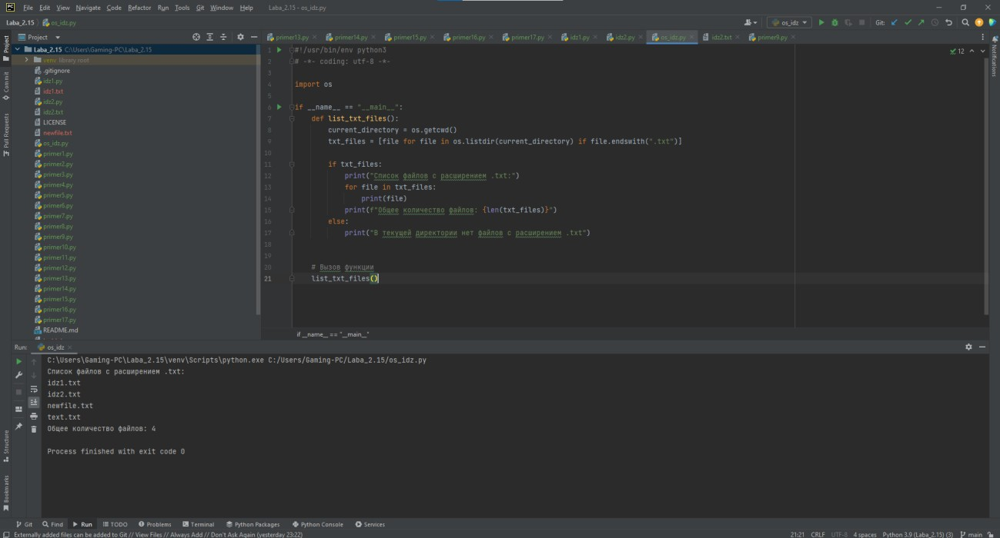 File Edit View Navigate Code Refactor Run Tools Git Window Help Laba_2.15 - os_idz.py
Laba_2.15 os_idz.py
os_idz
Git:
Project
primer13.py primer14.py primer15.py primer16.py primer17.py idz1.py idz2.py os_idz.py idz2.txt primer9.py
Laba_2.15 C:\Users\Gaming-PC\Laba_2.15
venv library root
.gitignore
idz1.py
idz1.txt
idz2.py
idz2.txt
LICENSE
newfile.txt
os_idz.py
primer1.py
primer2.py
primer3.py
primer4.py
primer5.py
primer6.py
primer7.py
primer8.py
primer9.py
primer10.py
primer11.py
primer12.py
primer13.py
primer14.py
primer15.py
primer16.py
primer17.py
README.md
Project
Commit
Pull Requests
Structure
Bookmarks
Notifications
12
1 #!/usr/bin/env python3
2 # -*- coding: utf-8 -*-
3
4 import os
5
6 if __name__ == "__main__":
7 def list_txt_files():
8 current_directory = os.getcwd()
9 txt_files = [file for file in os.listdir(current_directory) if file.endswith(".txt")]
10
11 if txt_files:
12 print("Список файлов с расширением .txt:")
13 for file in txt_files:
14 print(file)
15 print(f"Общее количество файлов: {len(txt_files)}")
16 else:
17 print("В текущей директории нет файлов с расширением .txt")
18
19
20 # Вызов функции
21 list_txt_files()
if __name__ == "__main__"
Run: os_idz
C:\Users\Gaming-PC\Laba_2.15\venv\Scripts\python.exe C:/Users/Gaming-PC/Laba_2.15/os_idz.py
Список файлов с расширением .txt:
idz1.txt
idz2.txt
newfile.txt
text.txt
Общее количество файлов: 4
Process finished with exit code 0
Git Find Run TODO Problems Terminal Python Packages Python Console Services
Externally added files can be added to Git // View Files // Always Add // Don't Ask Again (yesterday 23:22)
21:21 CRLF UTF-8 4 spaces Python 3.9 (Laba_2.15) (3) main